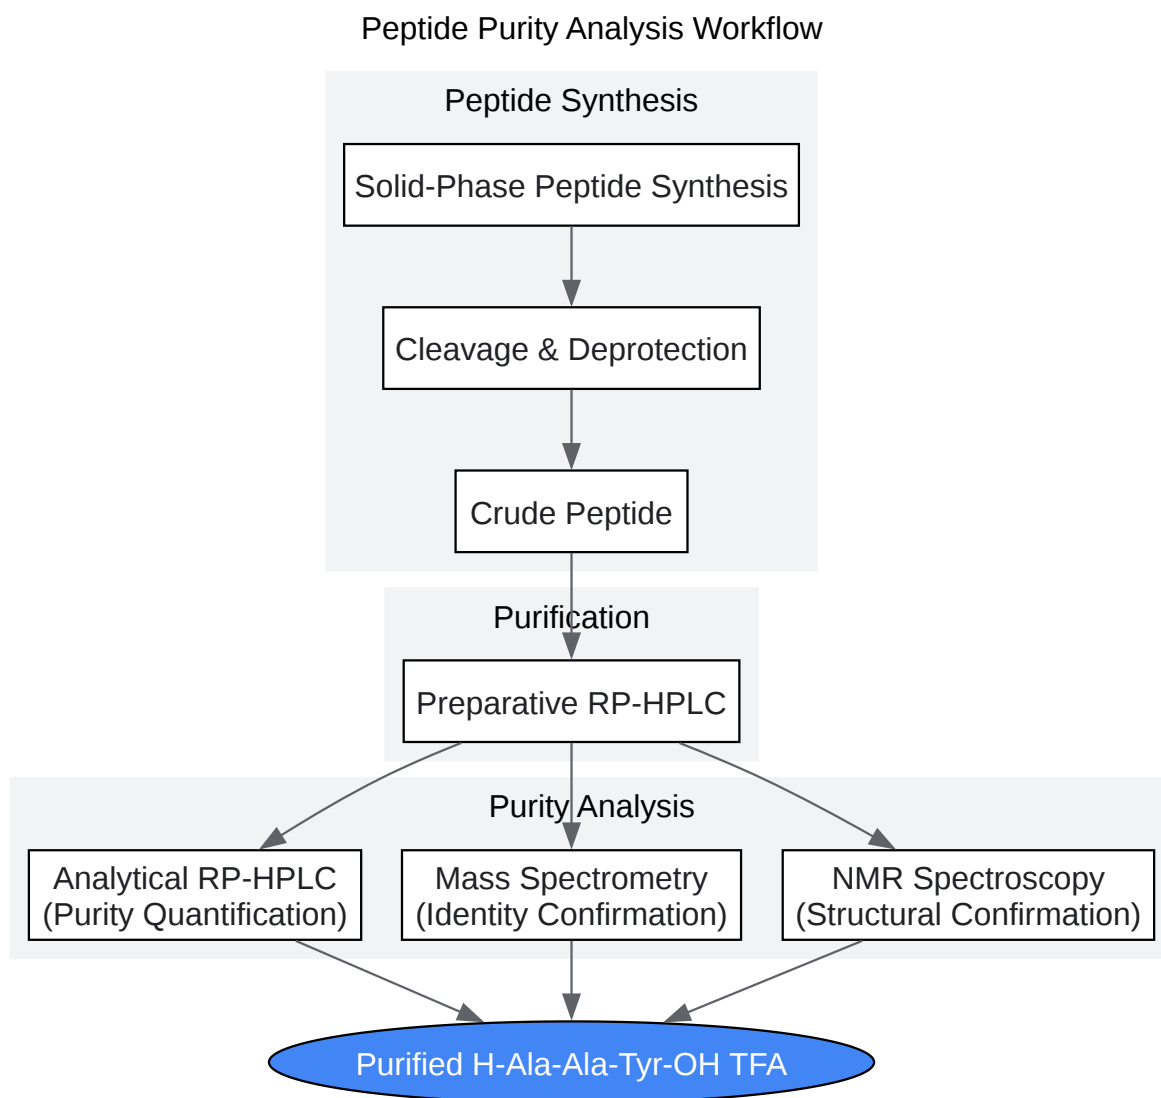 Peptide Purity Analysis Workflow
Peptide Synthesis
Solid-Phase Peptide Synthesis
Cleavage & Deprotection
Crude Peptide
Purification
Preparative RP-HPLC
Purity Analysis
Analytical RP-HPLC
(Purity Quantification)
Mass Spectrometry
(Identity Confirmation)
NMR Spectroscopy
(Structural Confirmation)
Purified H-Ala-Ala-Tyr-OH TFA